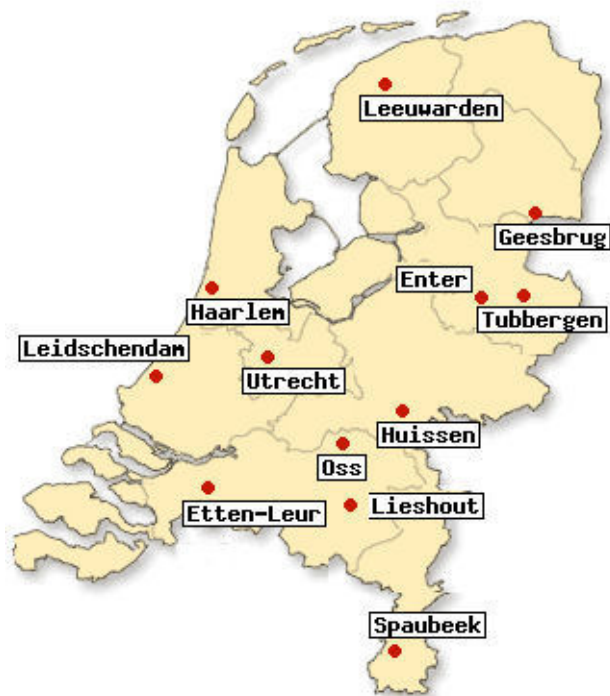 Leeuwarden
Geesbrug
Enter
Haarlem
Tubbergen
Leidschendam
Utrecht
Huissen
Oss
Lieshout
Etten-Leur
Spaubeek